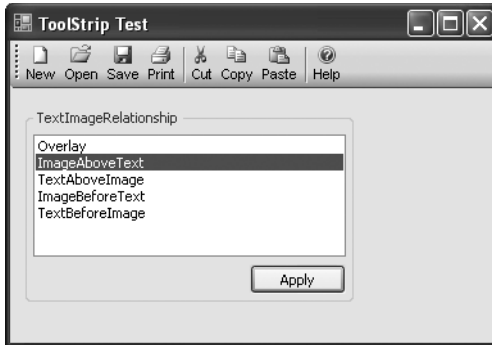 ToolStrip Test
New Open Save Print Cut Copy Paste Help
TextImageRelationship
Overlay
ImageAboveText
TextAboveImage
ImageBeforeText
TextBeforeImage
Apply